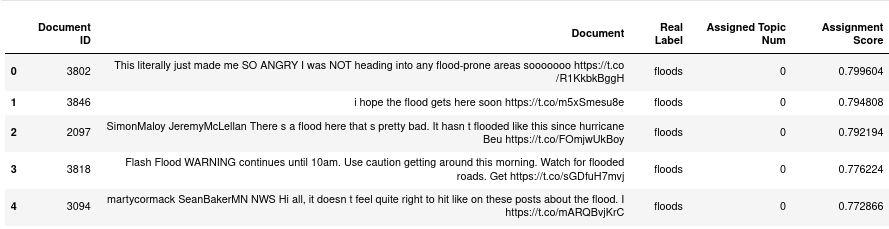 Document ID Document Real Label Assigned Topic Num Assignment Score
0 3802 This literally just made me SO ANGRY I was NOT heading into any flood-prone areas sooooooo https://t.co
/R1KkbkBggH floods 0 0.799604
1 3846 i hope the flood gets here soon https://t.co/m5xSmesu8e floods 0 0.794808
2 2097 SimonMaloy JeremyMcLellan There s a flood here that s pretty bad. It hasn t flooded like this since hurricane
Beu https://t.co/FOmjwUkBoy floods 0 0.792194
3 3818 Flash Flood WARNING continues until 10am. Use caution getting around this morning. Watch for flooded
roads. Get https://t.co/sGDfuH7mvj floods 0 0.776224
4 3094 martycormack SeanBakerMN NWS Hi all, it doesn t feel quite right to hit like on these posts about the flood. I
https://t.co/mARQBvjKrC floods 0 0.772866